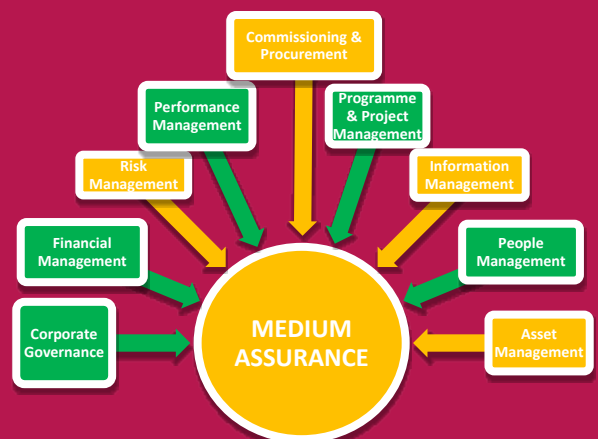 Commissioning &
Procurement
Performance
Management
Programme
& Project
Management
Risk
Management
Information
Management
Financial
Management
People
Management
Corporate
Governance
MEDIUM
ASSURANCE
Asset
Management